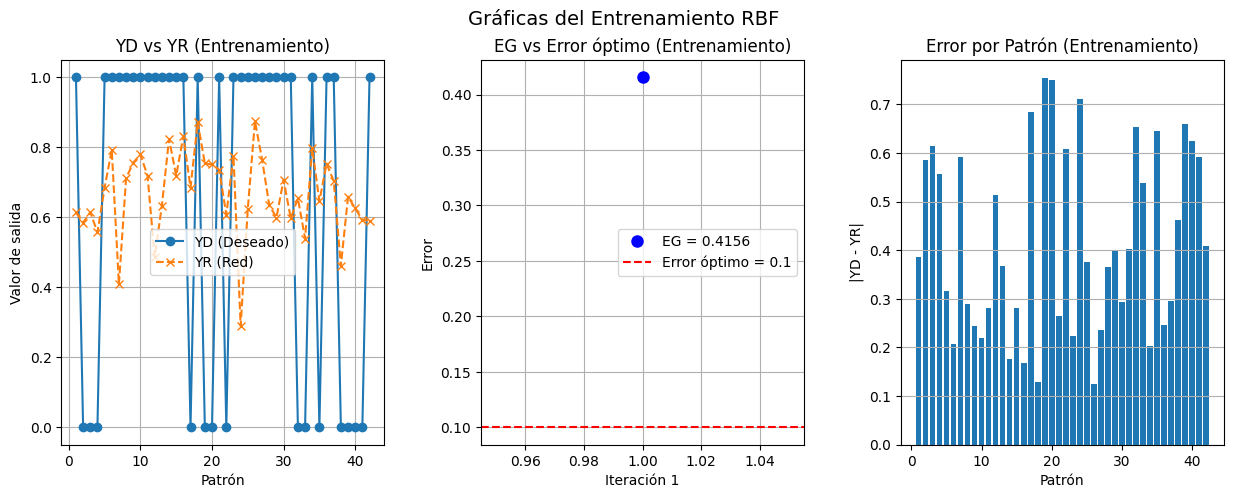 Gráficas del Entrenamiento RBF
YD vs YR (Entrenamiento)
Valor de salida
1.0
0.8
0.6
0.4
0.2
0.0
YD (Deseado)
YR (Red)
0 10 20 30 40
Patrón
EG vs Error óptimo (Entrenamiento)
Error
0.40
0.35
0.30
0.25
0.20
0.15
0.10
EG = 0.4156
Error óptimo = 0.1
0.96 0.98 1.00 1.02 1.04
Iteración 1
Error por Patrón (Entrenamiento)
|YD - YR|
0.7
0.6
0.5
0.4
0.3
0.2
0.1
0.0
0 10 20 30 40
Patrón